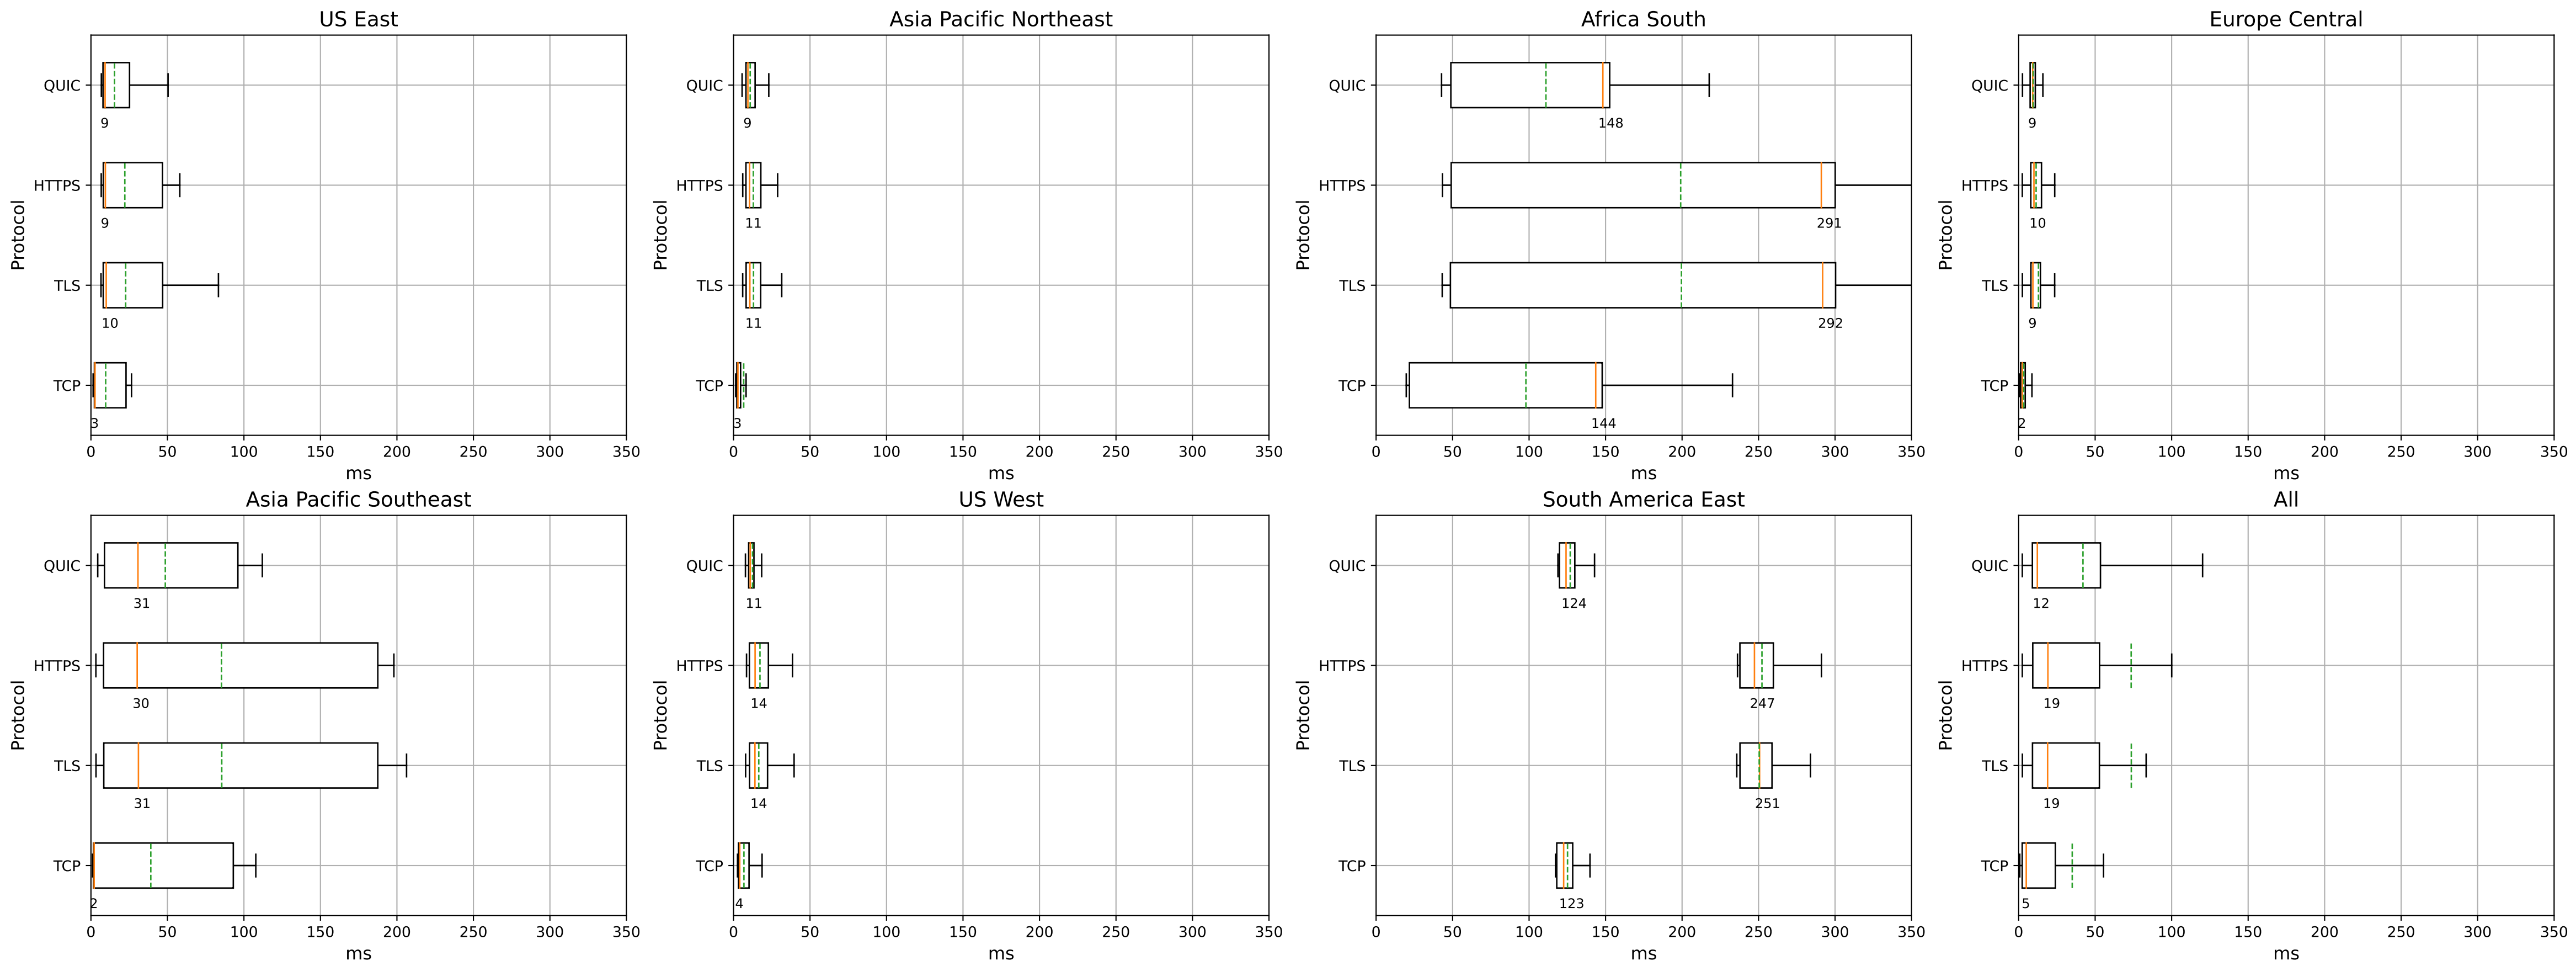 US East
Protocol
QUIC
9
HTTPS
9
TLS
10
TCP
3
0 50 100 150 200 250 300 350
ms
Asia Pacific Northeast
Protocol
QUIC
9
HTTPS
11
TLS
11
TCP
3
0 50 100 150 200 250 300 350
ms
Africa South
Protocol
QUIC
148
HTTPS
291
TLS
292
TCP
144
0 50 100 150 200 250 300 350
ms
Europe Central
Protocol
QUIC
9
HTTPS
10
TLS
9
TCP
2
0 50 100 150 200 250 300 350
ms
Asia Pacific Southeast
Protocol
QUIC
31
HTTPS
30
TLS
31
TCP
2
0 50 100 150 200 250 300 350
ms
US West
Protocol
QUIC
11
HTTPS
14
TLS
14
TCP
4
0 50 100 150 200 250 300 350
ms
South America East
Protocol
QUIC
124
HTTPS
247
TLS
251
TCP
123
0 50 100 150 200 250 300 350
ms
All
Protocol
QUIC
12
HTTPS
19
TLS
19
TCP
5
0 50 100 150 200 250 300 350
ms